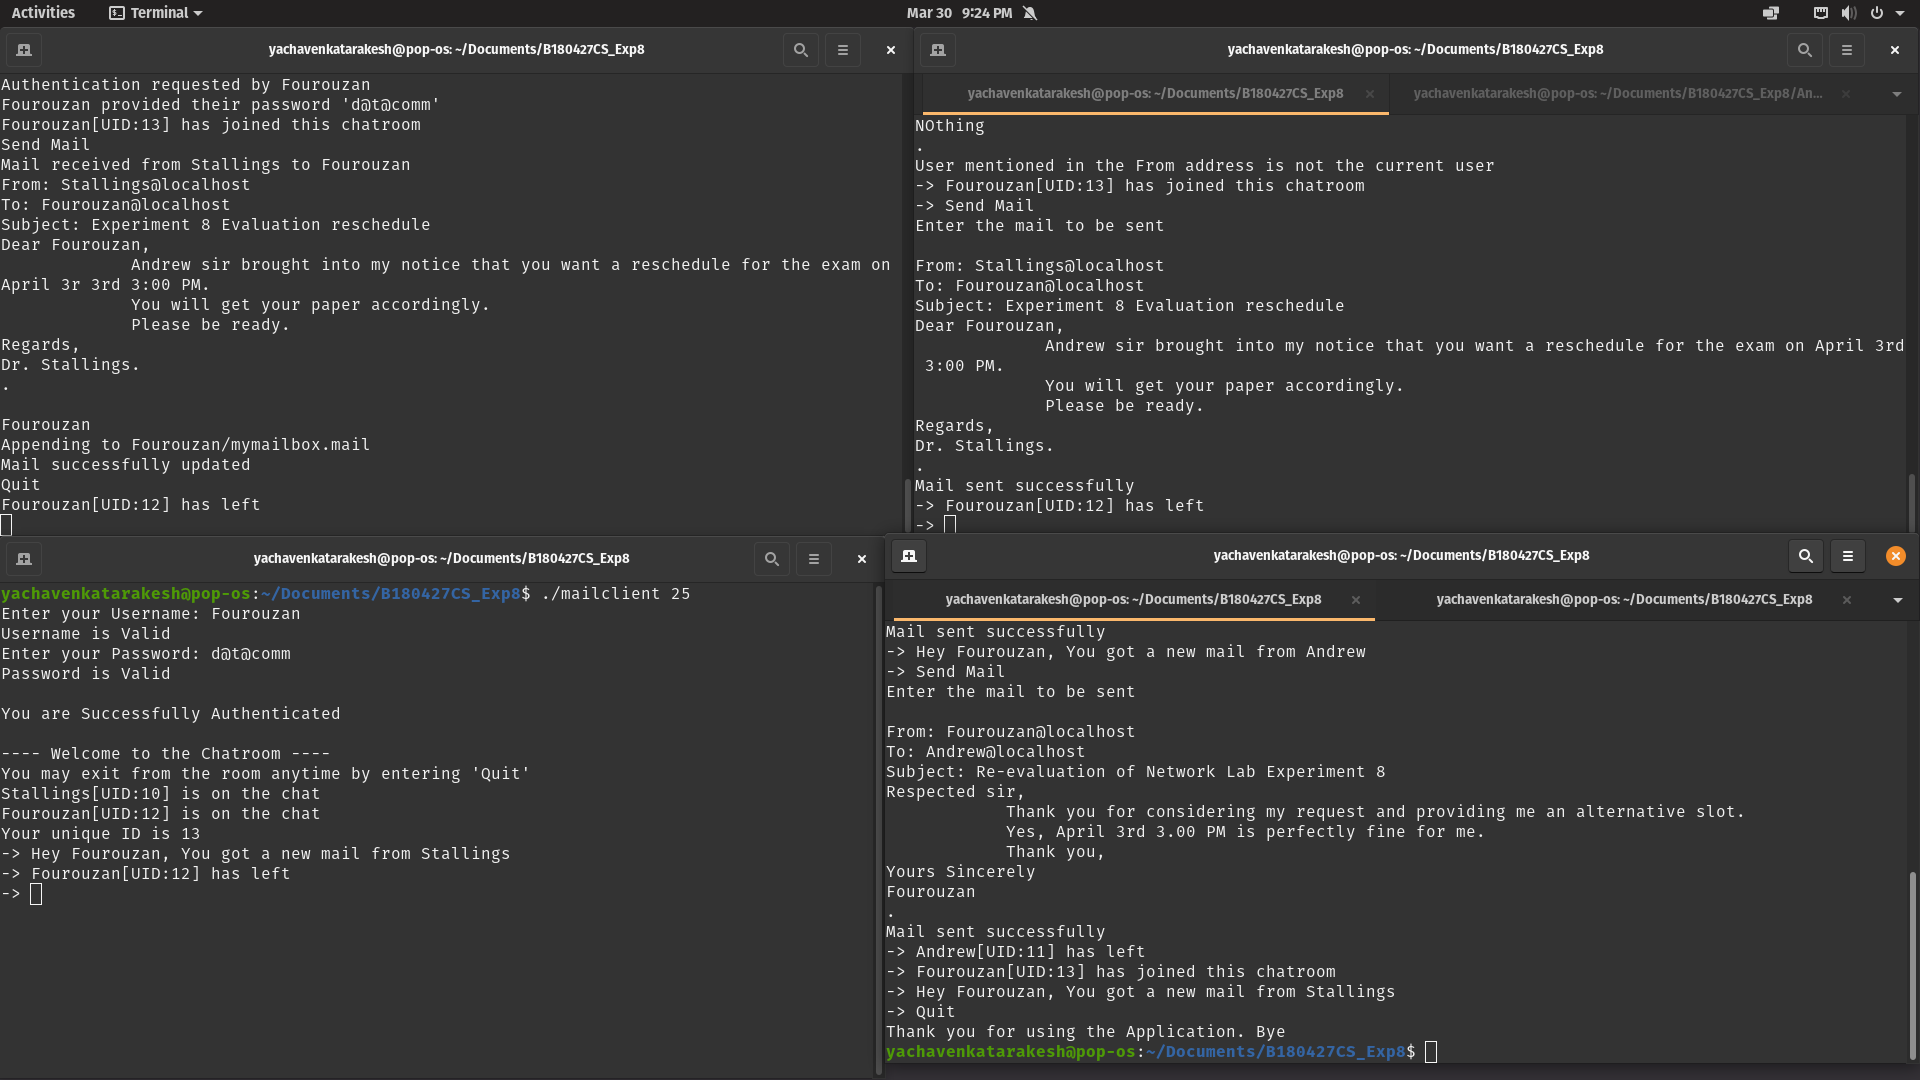 Activities Terminal Mar 30 9:24 PM
yachavenkatarakesh@pop-os: ~/Documents/B180427CS_Exp8
Authentication requested by Fourouzan
Fourouzan provided their password 'd@t@comm'
Fourouzan[UID:13] has joined this chatroom
Send Mail
Mail received from Stallings to Fourouzan
From: Stallings@localhost
To: Fourouzan@localhost
Subject: Experiment 8 Evaluation reschedule
Dear Fourouzan,
Andrew sir brought into my notice that you want a reschedule for the exam on
April 3r 3rd 3:00 PM.
You will get your paper accordingly.
Please be ready.
Regards,
Dr. Stallings.
.
Fourouzan
Appending to Fourouzan/mymailbox.mail
Mail successfully updated
Quit
Fourouzan[UID:12] has left
yachavenkatarakesh@pop-os: ~/Documents/B180427CS_Exp8
yachavenkatarakesh@pop-os: ~/Documents/B180427CS_Exp8 yachavenkatarakesh@pop-os: ~/Documents/B180427CS_Exp8/An...
NOthing
.
User mentioned in the From address is not the current user
-> Fourouzan[UID:13] has joined this chatroom
-> Send Mail
Enter the mail to be sent
From: Stallings@localhost
To: Fourouzan@localhost
Subject: Experiment 8 Evaluation reschedule
Dear Fourouzan,
Andrew sir brought into my notice that you want a reschedule for the exam on April 3rd
3:00 PM.
You will get your paper accordingly.
Please be ready.
Regards,
Dr. Stallings.
.
Mail sent successfully
-> Fourouzan[UID:12] has left
->
yachavenkatarakesh@pop-os: ~/Documents/B180427CS_Exp8
yachavenkatarakesh@pop-os:~/Documents/B180427CS_Exp8$ ./mailclient 25
Enter your Username: Fourouzan
Username is Valid
Enter your Password: d@t@comm
Password is Valid
You are Successfully Authenticated
---- Welcome to the Chatroom ----
You may exit from the room anytime by entering 'Quit'
Stallings[UID:10] is on the chat
Fourouzan[UID:12] is on the chat
Your unique ID is 13
-> Hey Fourouzan, You got a new mail from Stallings
-> Fourouzan[UID:12] has left
->
yachavenkatarakesh@pop-os: ~/Documents/B180427CS_Exp8
yachavenkatarakesh@pop-os: ~/Documents/B180427CS_Exp8 yachavenkatarakesh@pop-os: ~/Documents/B180427CS_Exp8
Mail sent successfully
-> Hey Fourouzan, You got a new mail from Andrew
-> Send Mail
Enter the mail to be sent
From: Fourouzan@localhost
To: Andrew@localhost
Subject: Re-evaluation of Network Lab Experiment 8
Respected sir,
Thank you for considering my request and providing me an alternative slot.
Yes, April 3rd 3.00 PM is perfectly fine for me.
Thank you,
Yours Sincerely
Fourouzan
.
Mail sent successfully
-> Andrew[UID:11] has left
-> Fourouzan[UID:13] has joined this chatroom
-> Hey Fourouzan, You got a new mail from Stallings
-> Quit
Thank you for using the Application. Bye
yachavenkatarakesh@pop-os:~/Documents/B180427CS_Exp8$